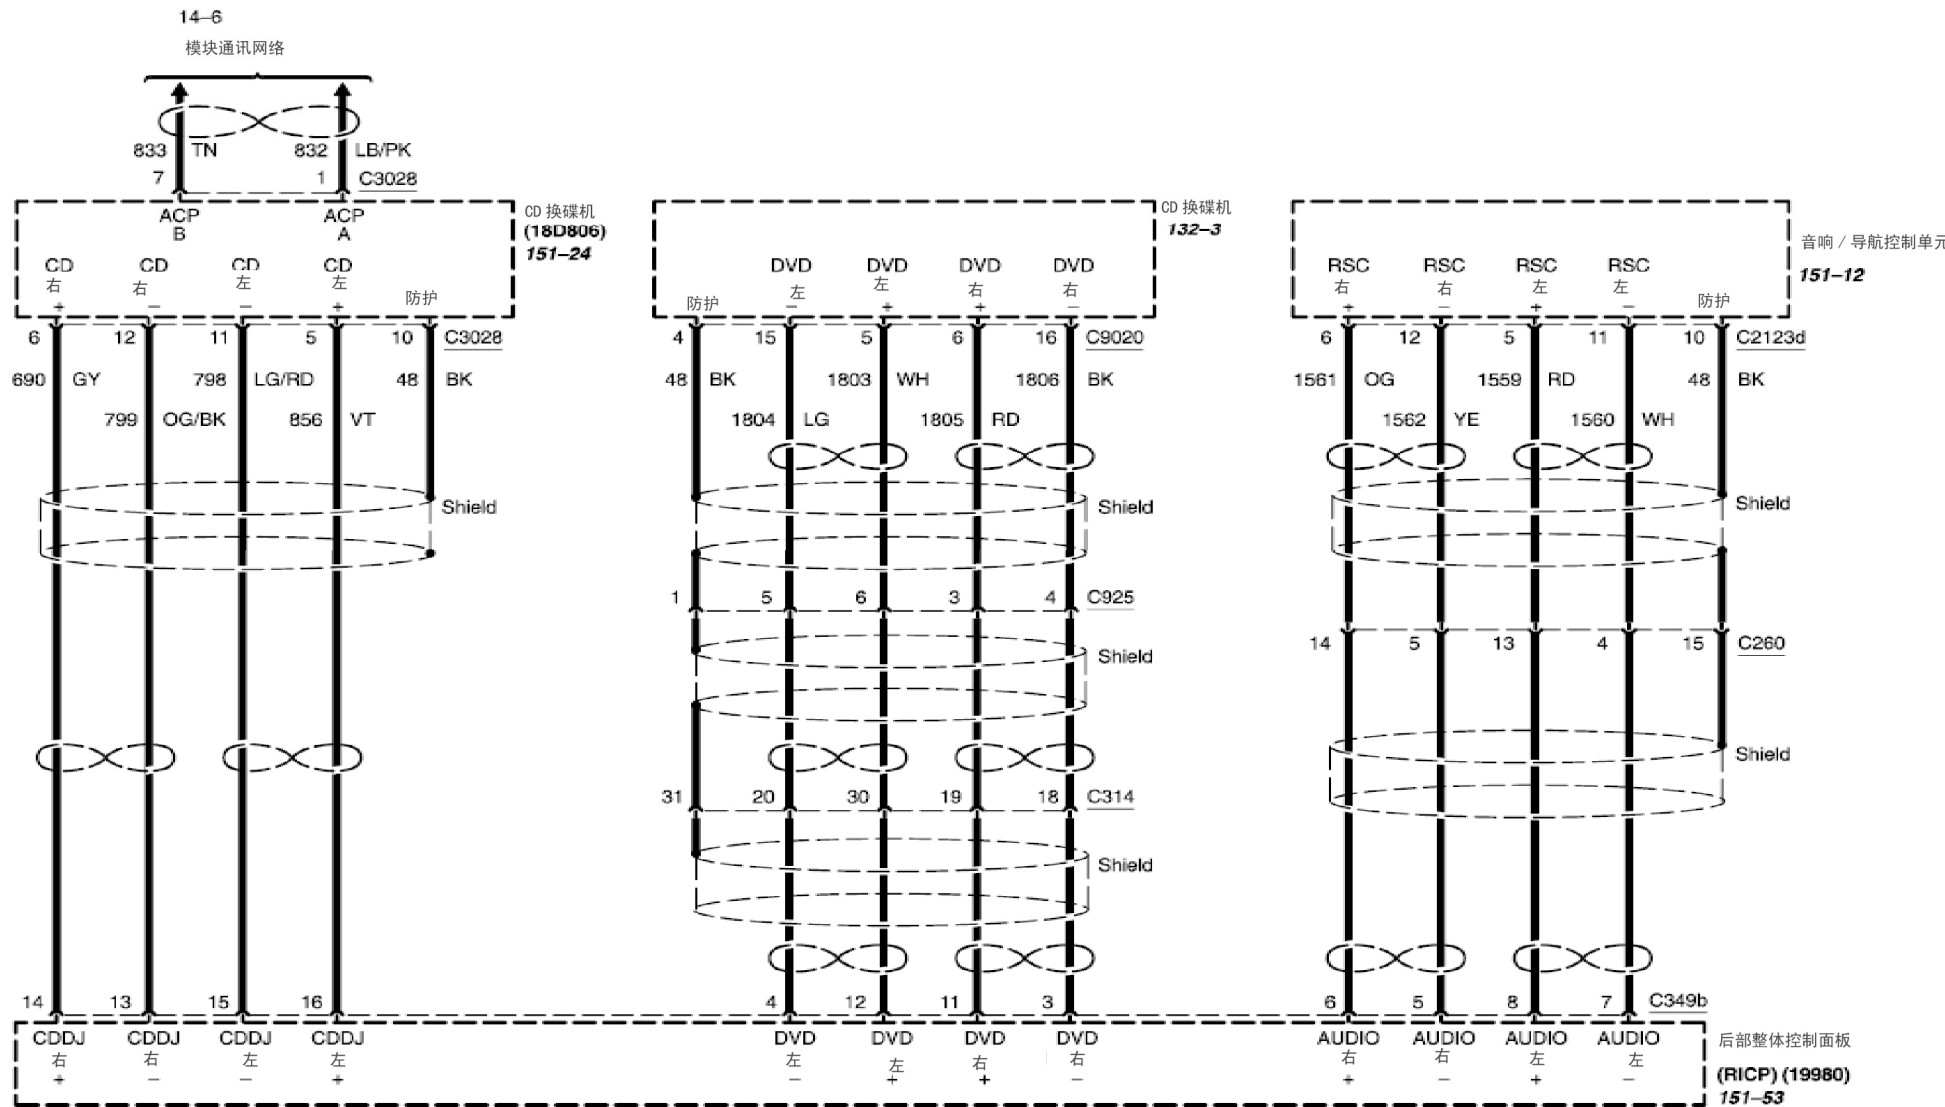 14–6
模块通讯网络
833 TN 832 LB/PK
7 1 C3028
ACP B ACP A
CD 换碟机
(18D806)
151–24
CD 右 + CD 右 – CD 左 – CD 左 + 防护
6 12 11 5 10 C3028
690 GY 798 LG/RD 48 BK
799 OG/BK 856 VT
Shield
14 13 15 16
CDDJ 右 + CDDJ 右 – CDDJ 左 – CDDJ 左 +
CD 换碟机
132–3
防护 DVD 左 – DVD 左 + DVD 右 + DVD 右 –
4 15 5 6 16 C9020
48 BK 1803 WH 1806 BK
1804 LG 1805 RD
Shield
1 5 6 3 4 C925
Shield
31 20 30 19 18 C314
Shield
4 12 11 3
DVD 左 – DVD 左 + DVD 右 + DVD 右 –
音响 / 导航控制单元
151–12
RSC 右 + RSC 右 – RSC 左 + RSC 左 – 防护
6 12 5 11 10 C2123d
1561 OG 1559 RD 48 BK
1562 YE 1560 WH
Shield
14 5 13 4 15 C260
Shield
6 5 8 7 C349b
AUDIO 右 + AUDIO 右 – AUDIO 左 + AUDIO 左 –
后部整体控制面板
(RICP) (19980)
151–53